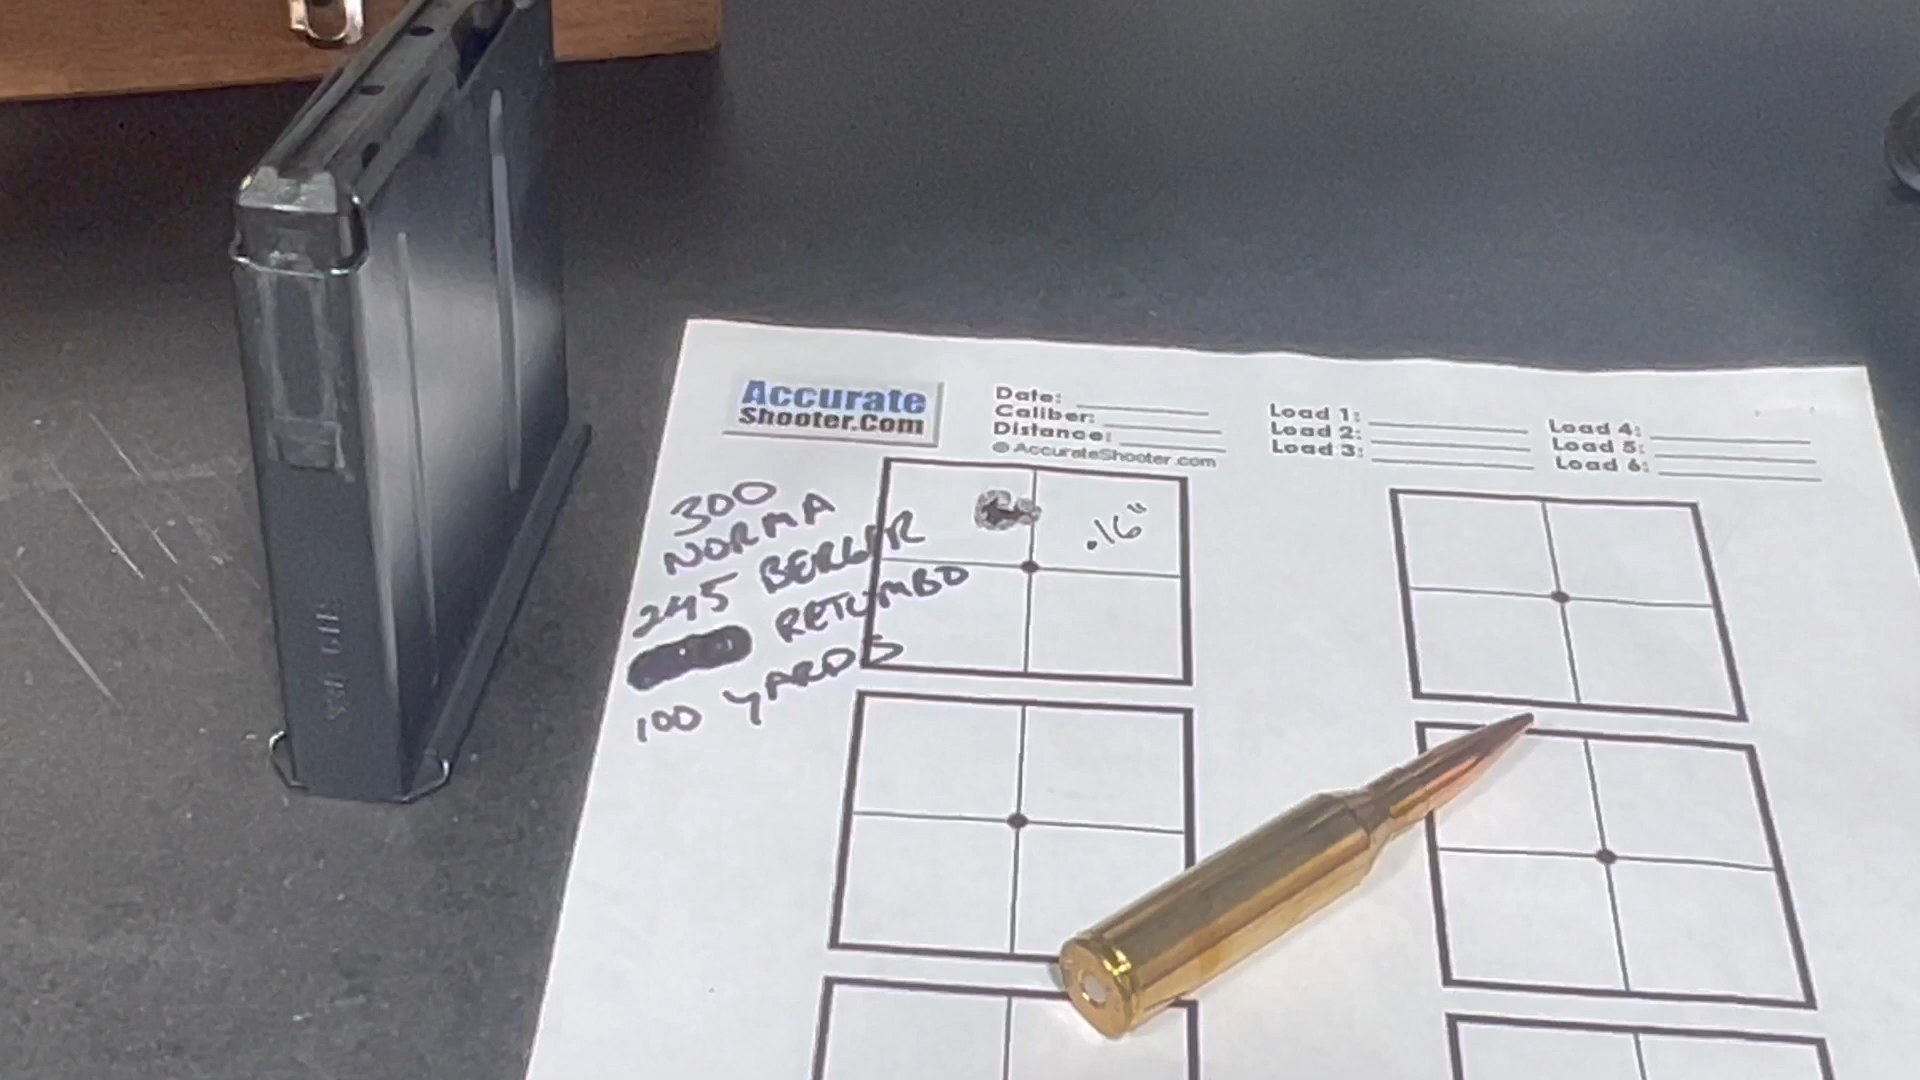 Accurate
Shooter.Com
Date:
Caliber:
Distance:
© AccurateShooter.com
Load 1:
Load 2:
Load 3:
Load 4:
Load 5:
Load 6:
300
NORMA
245 BERGER
RETUMBO
100 YARDS
.16"